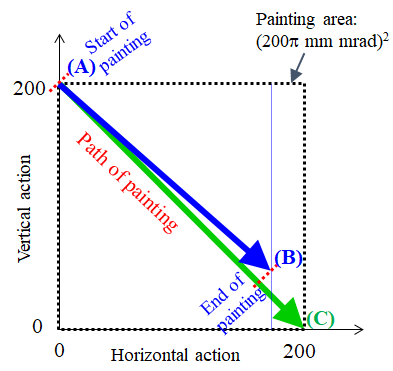 Painting area:
(200π mm mrad)2
Start of
painting
(A)
200
Path of painting
Vertical action
(B)
End of
painting
(C)
0
0
Horizontal action
200